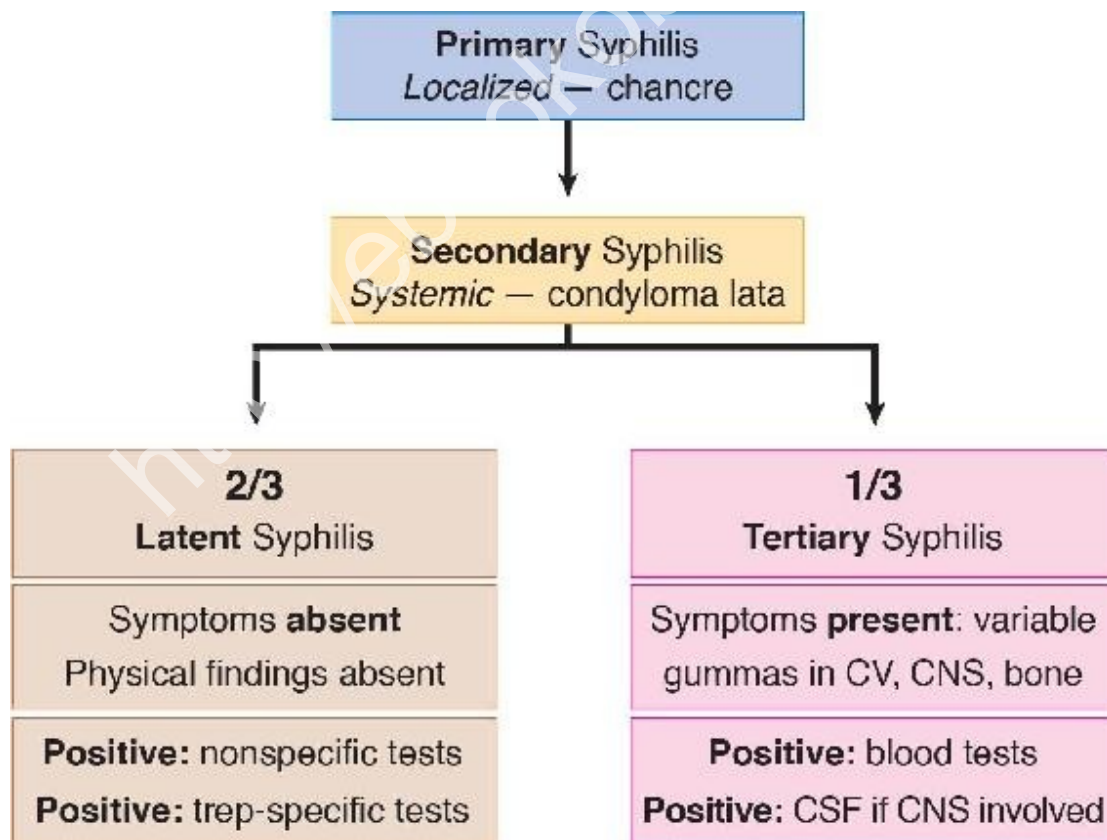 Primary Syphilis
Localized — chancre
Secondary Syphilis
Systemic — condyloma lata
2/3
Latent Syphilis
Symptoms absent
Physical findings absent
Positive: nonspecific tests
Positive: trep-specific tests
1/3
Tertiary Syphilis
Symptoms present: variable
gummas in CV, CNS, bone
Positive: blood tests
Positive: CSF if CNS involved